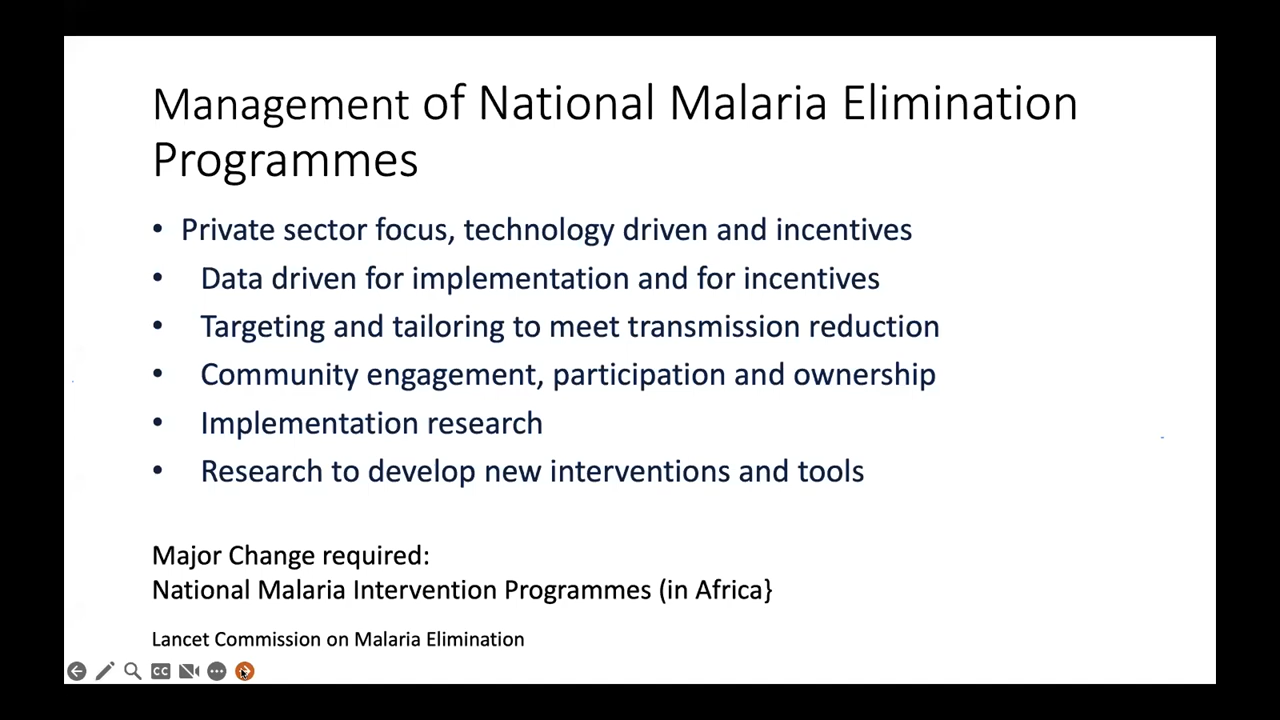 Management of National Malaria Elimination
Programmes
• Private sector focus, technology driven and incentives
• Data driven for implementation and for incentives
• Targeting and tailoring to meet transmission reduction
• Community engagement, participation and ownership
• Implementation research
• Research to develop new interventions and tools
Major Change required:
National Malaria Intervention Programmes (in Africa}
Lancet Commission on Malaria Elimination
CC